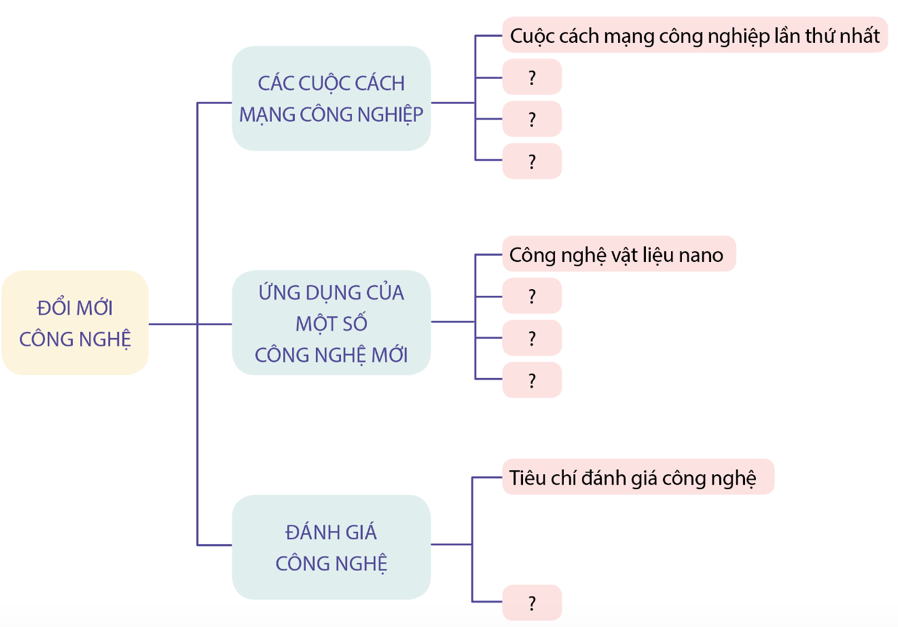 ĐỔI MỚI
CÔNG NGHỆ
CÁC CUỘC CÁCH
MẠNG CÔNG NGHIỆP
Cuộc cách mạng công nghiệp lần thứ nhất
?
?
?
ỨNG DỤNG CỦA
MỘT SỐ
CÔNG NGHỆ MỚI
Công nghệ vật liệu nano
?
?
?
ĐÁNH GIÁ
CÔNG NGHỆ
Tiêu chí đánh giá công nghệ
?